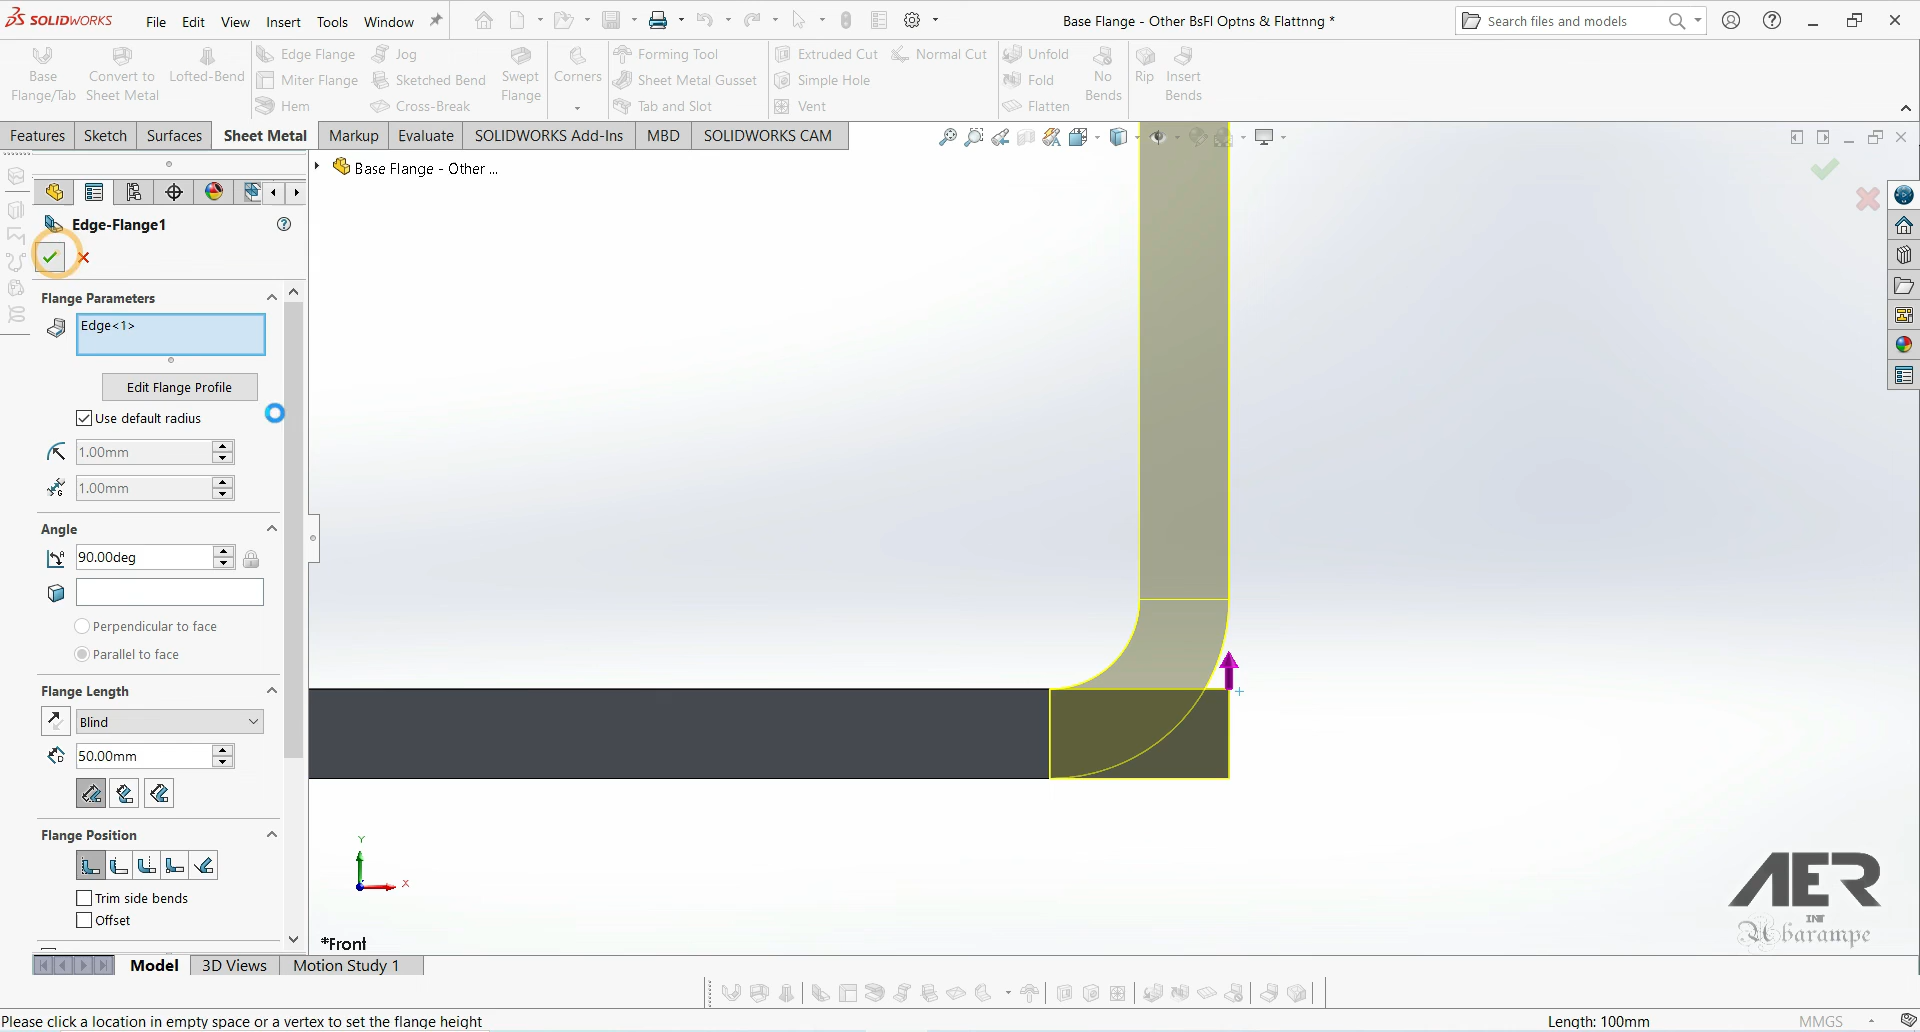 SOLIDWORKS File Edit View Insert Tools Window Base Flange - Other BsFl Optns & Flattnng * Search files and models
Base Flange/Tab Convert to Sheet Metal Lofted-Bend
Edge Flange Miter Flange Hem
Jog Sketched Bend Cross-Break
Swept Flange Corners
Forming Tool Sheet Metal Gusset Tab and Slot
Extruded Cut Simple Hole Vent Normal Cut
Unfold Fold Flatten No Bends Rip Insert Bends
Features Sketch Surfaces Sheet Metal Markup Evaluate SOLIDWORKS Add-Ins MBD SOLIDWORKS CAM
Base Flange - Other ...
Edge-Flange1
Flange Parameters
Edge<1>
Edit Flange Profile
Use default radius
1.00mm
1.00mm
Angle
90.00deg
Perpendicular to face
Parallel to face
Flange Length
Blind
50.00mm
Flange Position
Trim side bends
Offset
Y
X
*Front
AER
INT
Abarampe
Model 3D Views Motion Study 1
Please click a location in empty space or a vertex to set the flange height Length: 100mm MMGS